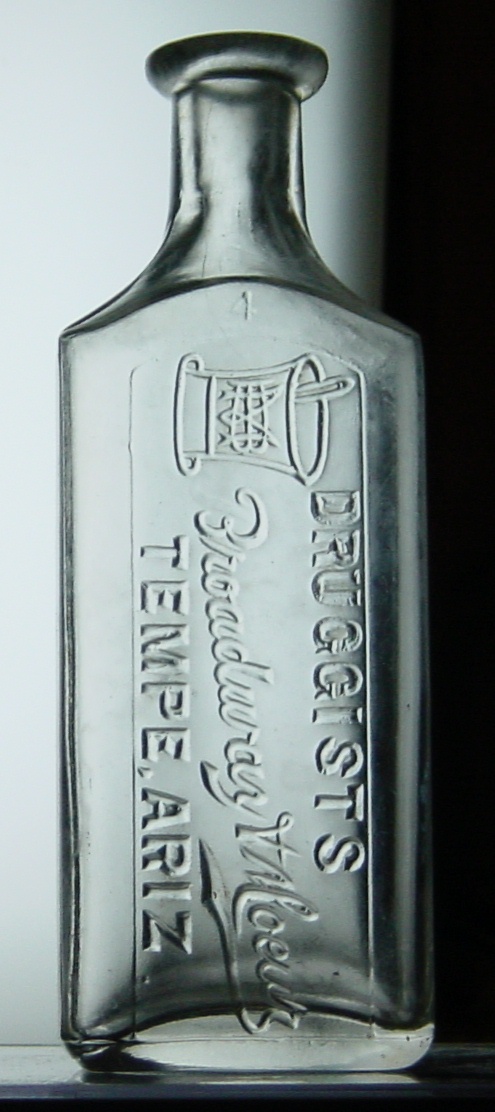 4
DRUGGISTS
Broadway
TEMPE, ARIZ